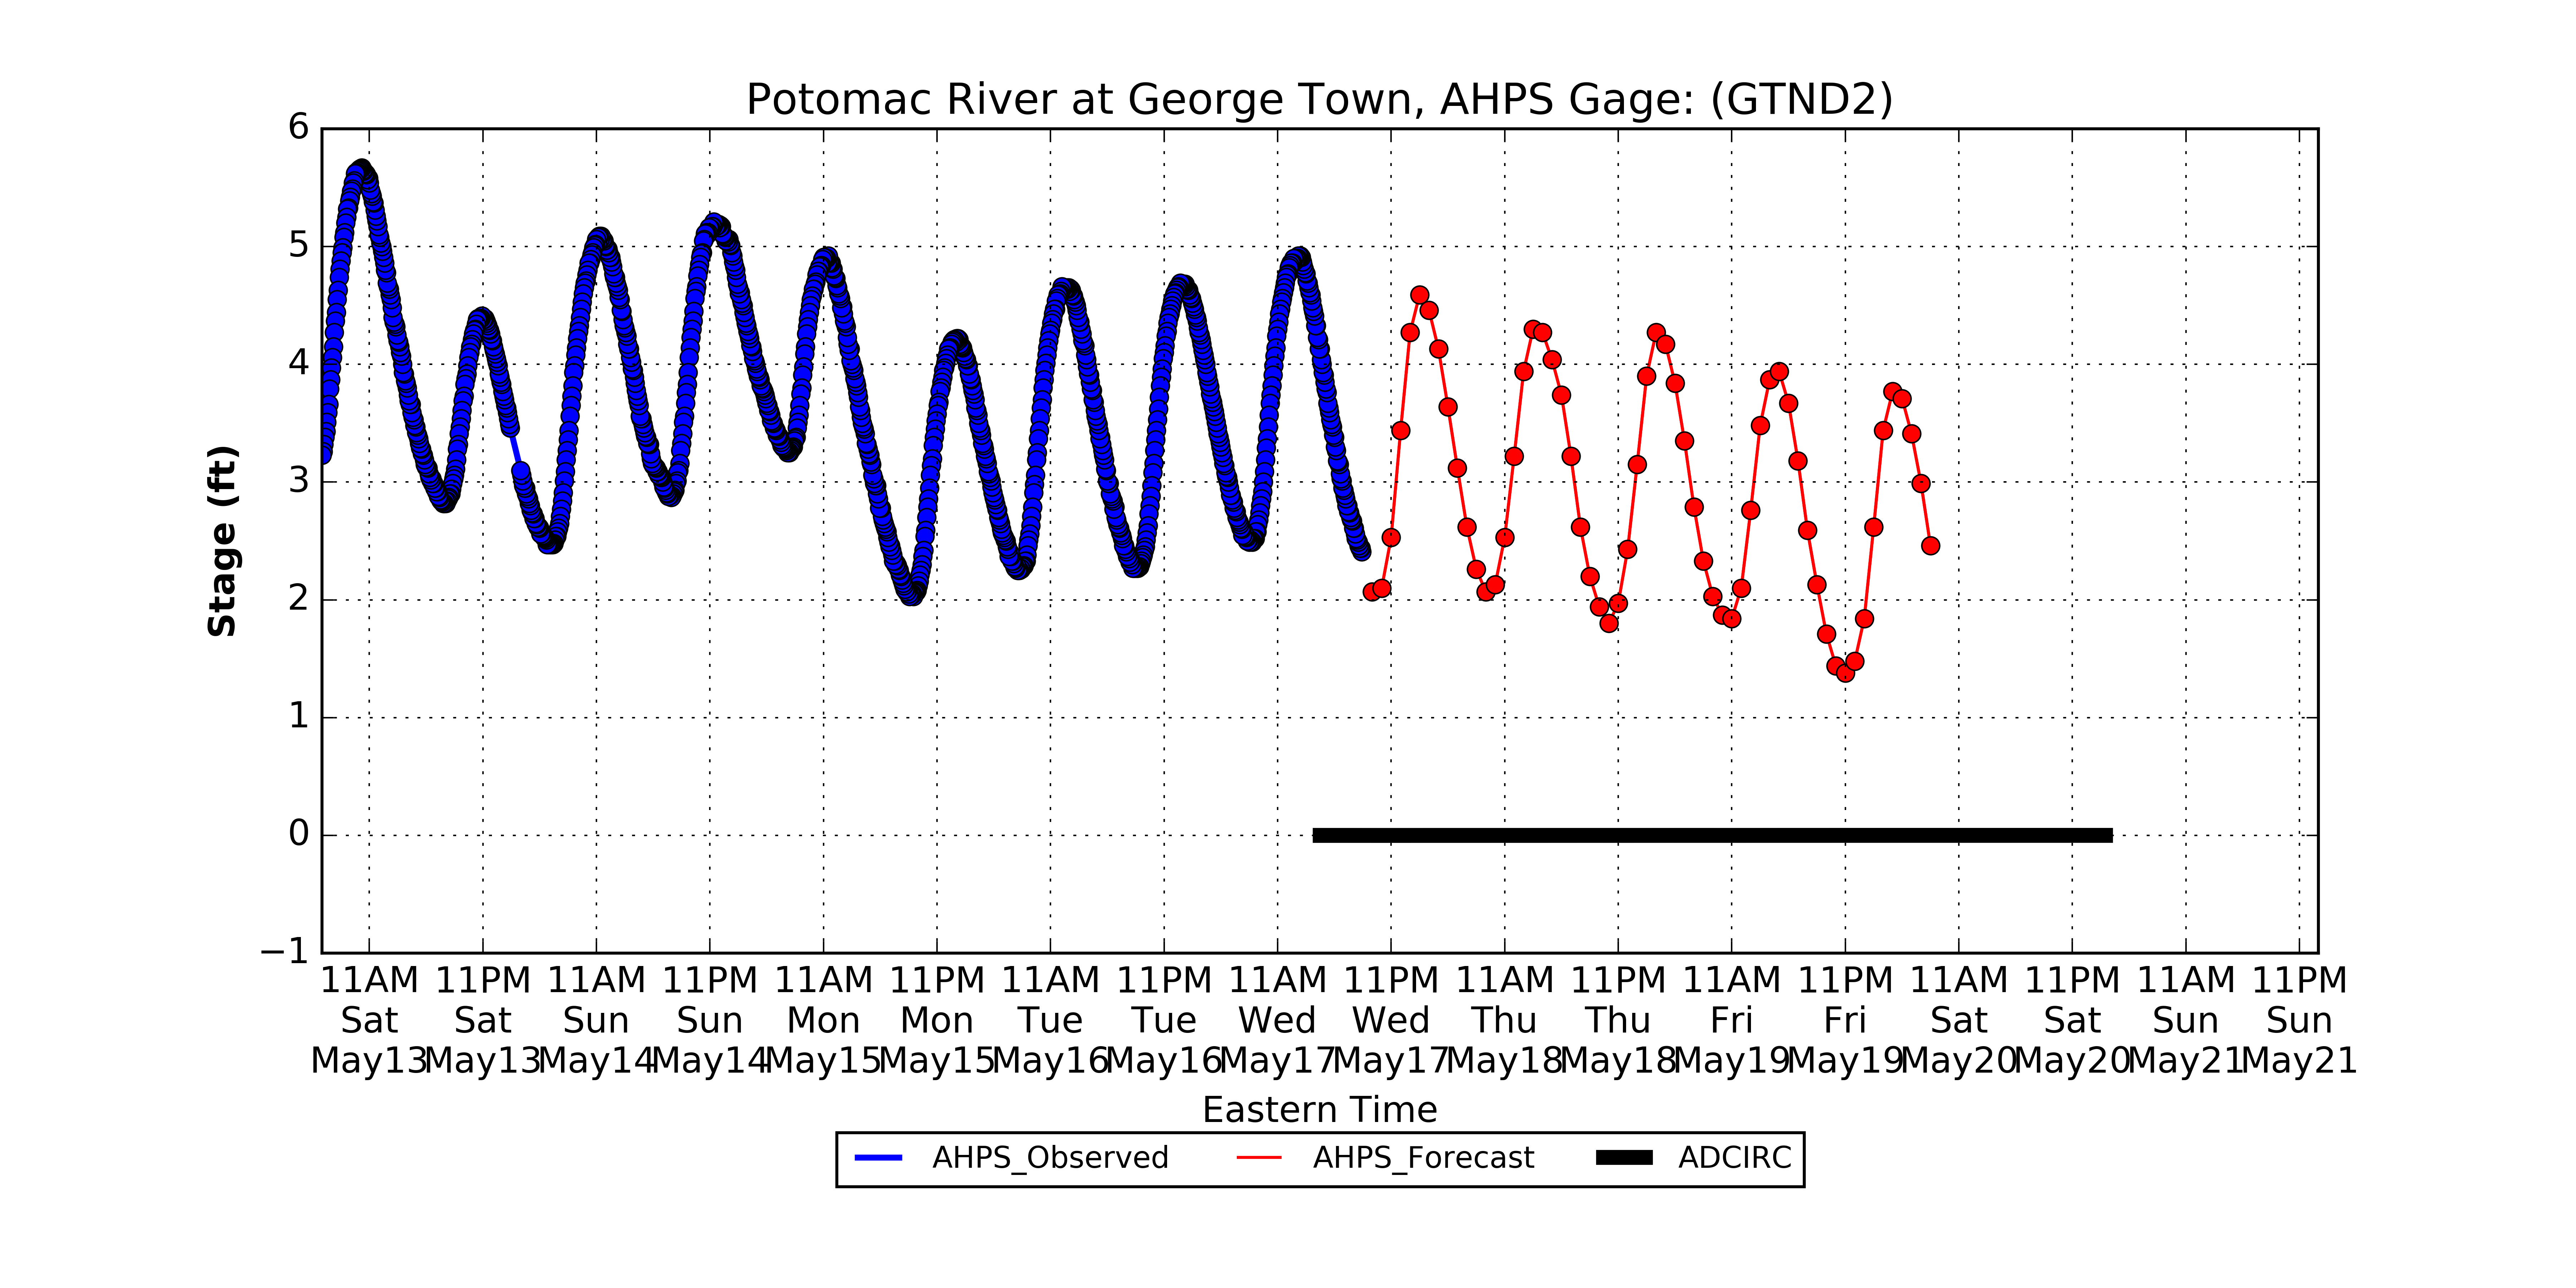 Potomac River at George Town, AHPS Gage: (GTND2)
6
5
4
3
2
1
0
−1
Stage (ft)
11AM 11PM 11AM 11PM 11AM 11PM 11AM 11PM 11AM 11PM 11AM 11PM 11AM 11PM 11AM 11PM 11AM 11PM
Sat Sat Sun Sun Mon Mon Tue Tue Wed Wed Thu Thu Fri Fri Sat Sat Sun Sun
May13 May13 May14 May14 May15 May15 May16 May16 May17 May17 May18 May18 May19 May19 May20 May20 May21 May21
Eastern Time
AHPS_Observed AHPS_Forecast ADCIRC